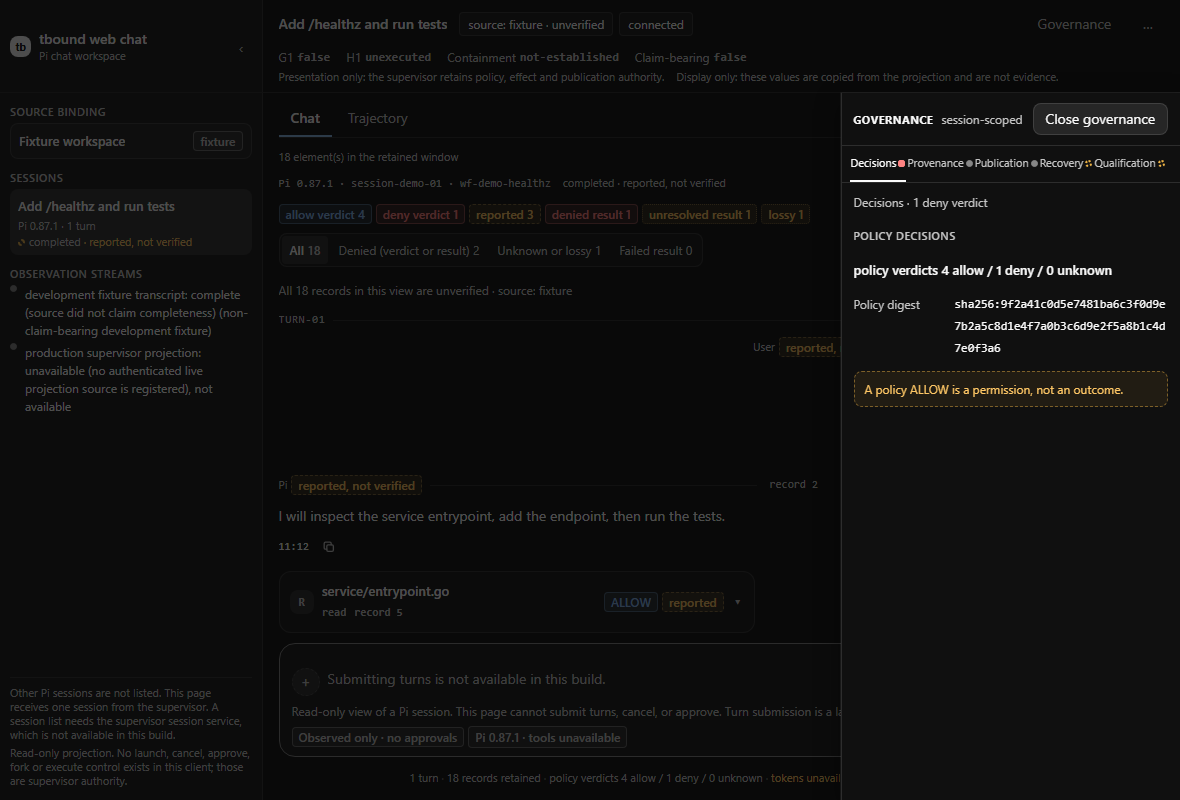 tb
tbound web chat
Pi chat workspace
SOURCE BINDING
Fixture workspace
fixture
SESSIONS
Add /healthz and run tests
Pi 0.87.1 · 1 turn
completed · reported, not verified
OBSERVATION STREAMS
development fixture transcript: complete
(source did not claim completeness) (non-
claim-bearing development fixture)
production supervisor projection:
unavailable (no authenticated live
projection source is registered), not
available
Other Pi sessions are not listed. This page
receives one session from the supervisor. A
session list needs the supervisor session service,
which is not available in this build.
Read-only projection. No launch, cancel, approve,
fork or execute control exists in this client; those
are supervisor authority.
Add /healthz and run tests source: fixture · unverified connected
Governance ...
G1 false H1 unexecuted Containment not-established Claim-bearing false
Presentation only: the supervisor retains policy, effect and publication authority. Display only: these values are copied from the projection and are not evidence.
Chat Trajectory
18 element(s) in the retained window
Pi 0.87.1 · session-demo-01 · wf-demo-healthz completed · reported, not verified
allow verdict 4 deny verdict 1 reported 3 denied result 1 unresolved result 1 lossy 1
All 18 Denied (verdict or result) 2 Unknown or lossy 1 Failed result 0
All 18 records in this view are unverified · source: fixture
TURN-01
User reported,
Pi reported, not verified record 2
I will inspect the service entrypoint, add the endpoint, then run the tests.
11:12
R service/entrypoint.go
read record 5
ALLOW reported
+ Submitting turns is not available in this build.
Read-only view of a Pi session. This page cannot submit turns, cancel, or approve. Turn submission is a
Observed only · no approvals Pi 0.87.1 · tools unavailable
1 turn · 18 records retained · policy verdicts 4 allow / 1 deny / 0 unknown · tokens unavail
GOVERNANCE session-scoped Close governance
Decisions Provenance Publication Recovery Qualification
Decisions · 1 deny verdict
POLICY DECISIONS
policy verdicts 4 allow / 1 deny / 0 unknown
Policy digest sha256:9f2a41c0d5e7481ba6c3f0d9e
7b2a5c8d1e4f7a0b3c6d9e2f5a8b1c4d
7e0f3a6
A policy ALLOW is a permission, not an outcome.